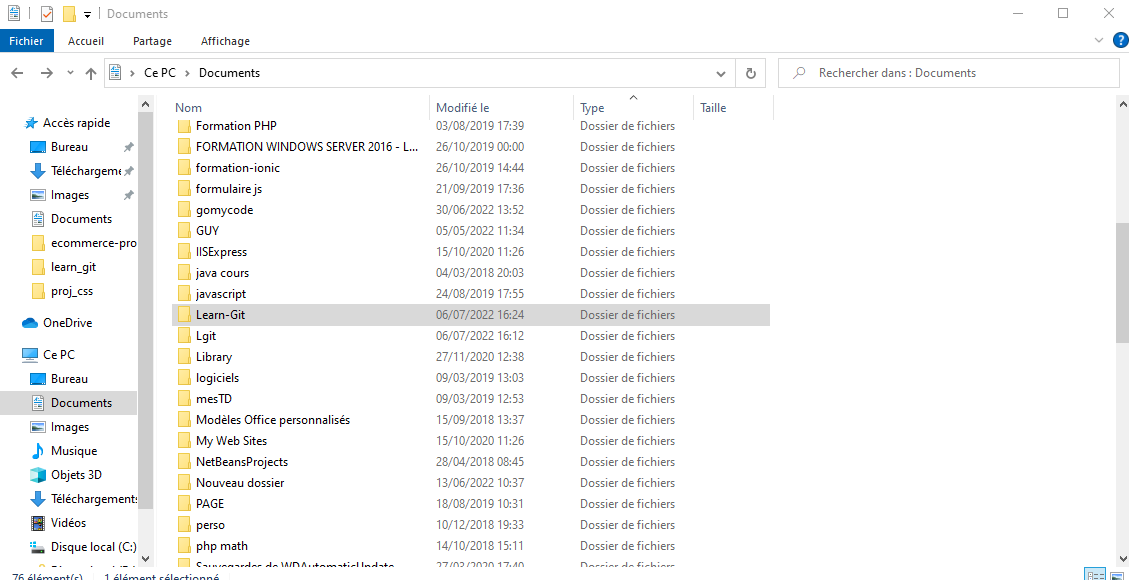 Documents
Fichier Accueil Partage Affichage ?
Ce PC > Documents Rechercher dans : Documents
Accès rapide
Bureau
Téléchargeme
Images
Documents
ecommerce-pro
learn_git
proj_css
OneDrive
Ce PC
Bureau
Documents
Images
Musique
Objets 3D
Téléchargements
Vidéos
Disque local (C:)
Nom Modifié le Type Taille
Formation PHP 03/08/2019 17:39 Dossier de fichiers
FORMATION WINDOWS SERVER 2016 - L... 26/10/2019 00:00 Dossier de fichiers
formation-ionic 26/10/2019 14:44 Dossier de fichiers
formulaire js 21/09/2019 17:36 Dossier de fichiers
gomycode 30/06/2022 13:52 Dossier de fichiers
GUY 05/05/2022 11:34 Dossier de fichiers
IISExpress 15/10/2020 11:26 Dossier de fichiers
java cours 04/03/2018 20:03 Dossier de fichiers
javascript 24/08/2019 17:55 Dossier de fichiers
Learn-Git 06/07/2022 16:24 Dossier de fichiers
Lgit 06/07/2022 16:12 Dossier de fichiers
Library 27/11/2020 12:38 Dossier de fichiers
logiciels 09/03/2019 13:03 Dossier de fichiers
mesTD 09/03/2019 12:53 Dossier de fichiers
Modèles Office personnalisés 15/09/2018 13:37 Dossier de fichiers
My Web Sites 15/10/2020 11:26 Dossier de fichiers
NetBeansProjects 28/04/2018 08:45 Dossier de fichiers
Nouveau dossier 13/06/2022 10:37 Dossier de fichiers
PAGE 18/08/2019 10:31 Dossier de fichiers
perso 10/12/2018 19:33 Dossier de fichiers
php math 14/10/2018 15:11 Dossier de fichiers
Sauvegardes de WDAutomaticUpdate 27/03/2020 17:40 Dossier de fichiers
76 élément(s) 1 élément sélectionné